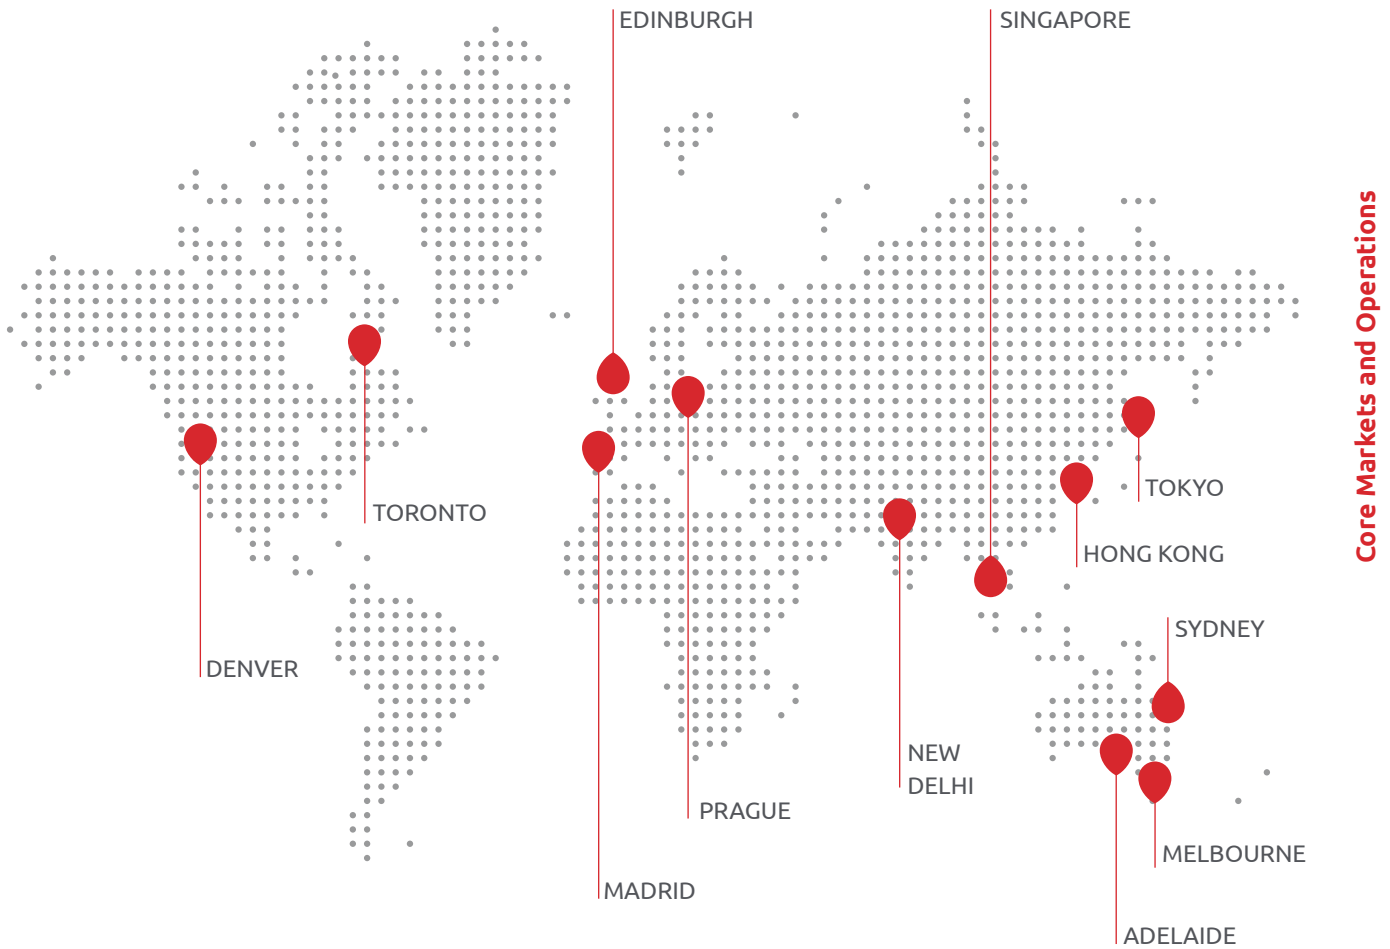 EDINBURGH
SINGAPORE
Core Markets and Operations
TOKYO
TORONTO
HONG KONG
SYDNEY
DENVER
NEW
DELHI
PRAGUE
MELBOURNE
MADRID
ADELAIDE